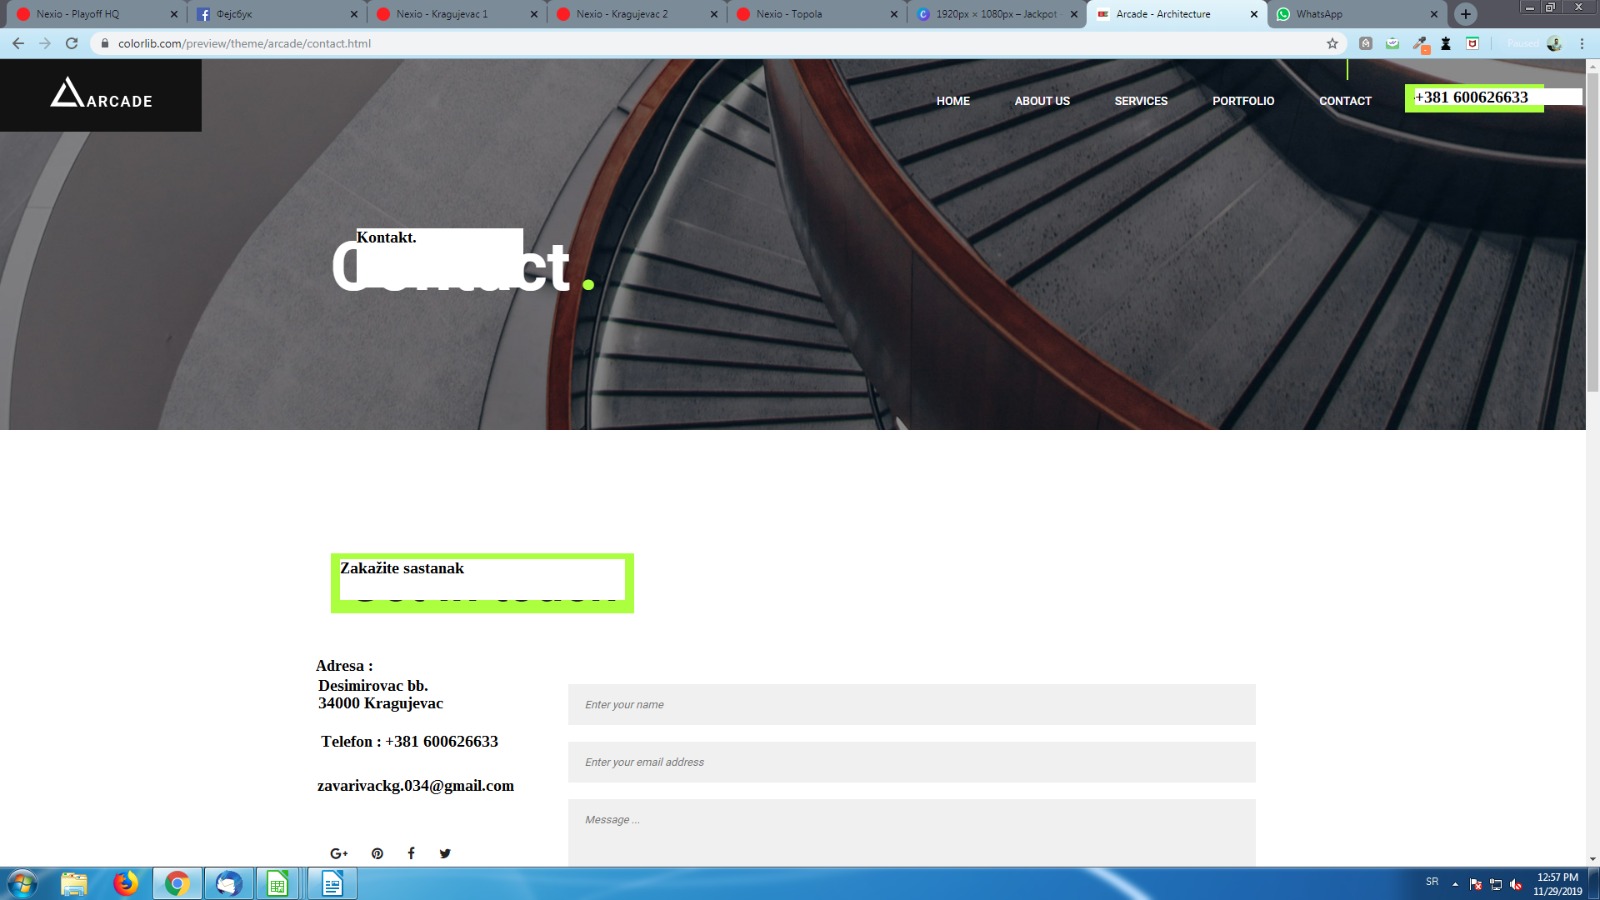 Nexio - Playoff HQ
Фејсбук
Nexio - Kragujevac 1
Nexio - Kragujevac 2
Nexio - Topola
1920px × 1080px – Jackpot
Arcade - Architecture
WhatsApp
colorlib.com/preview/theme/arcade/contact.html
Paused
ARCADE
HOME
ABOUT US
SERVICES
PORTFOLIO
CONTACT
+381 600626633
Kontakt.
Zakažite sastanak
Adresa :
Desimirovac bb.
34000 Kragujevac
Telefon : +381 600626633
zavarivackg.034@gmail.com
Enter your name
Enter your email address
Message ...
SR
12:57 PM
11/29/2019